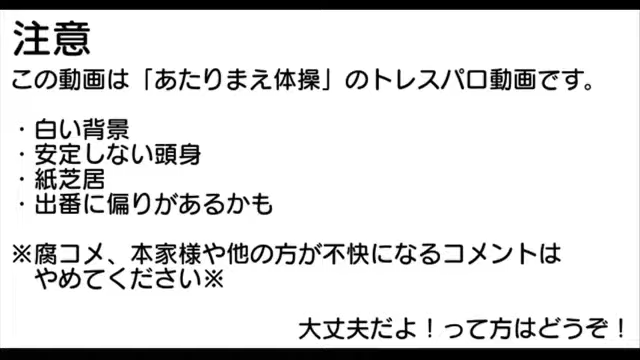 注意
この動画は「あたりまえ体操」のトレスパロ動画です。
・白い背景
・安定しない頭身
・紙芝居
・出番に偏りがあるかも
※腐コメ、本家様や他の方が不快になるコメントは
やめてください※
大丈夫だよ！って方はどうぞ！